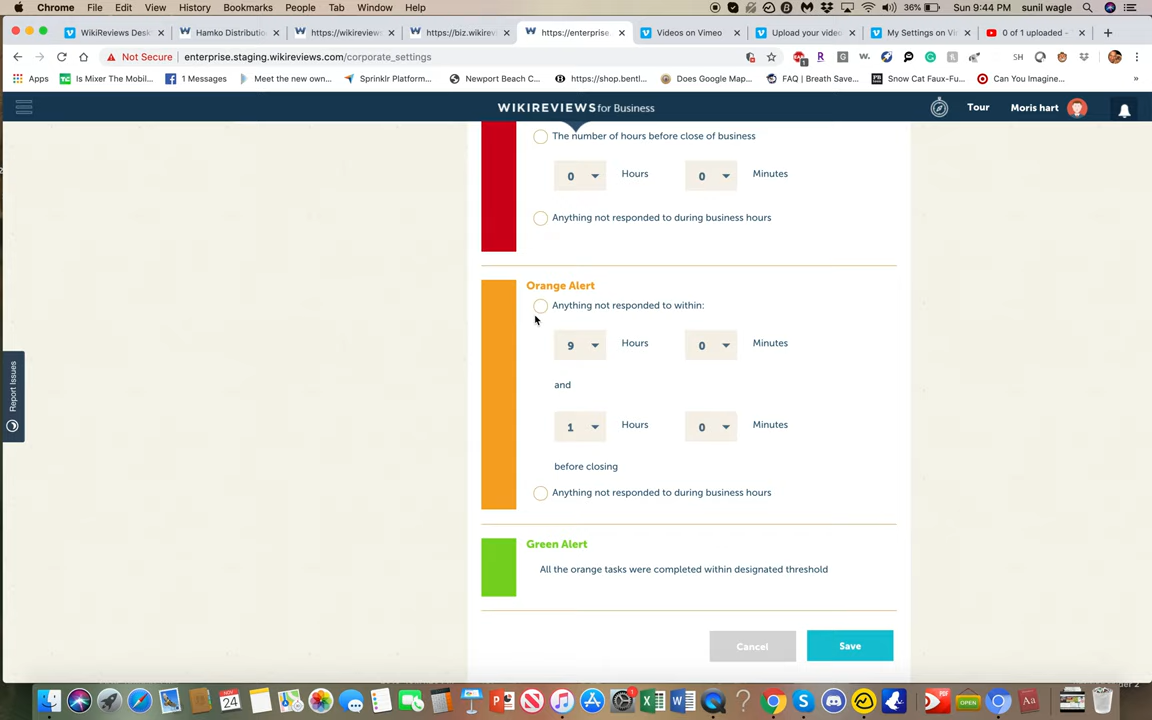 Chrome File Edit View History Bookmarks People Tab Window Help 36% Sun 9:44 PM sunil wagle
WikiReviews Desk Hamko Distributio https://wikireviews https://biz.wikirev https://enterprise. Videos on Vimeo Upload your video My Settings on Vim 0 of 1 uploaded -
Not Secure enterprise.staging.wikireviews.com/corporate_settings
Apps Is Mixer The Mobil... 1 Messages Meet the new own... Sprinklr Platform... Newport Beach C... https://shop.bentl... Does Google Map... FAQ | Breath Save... Snow Cat Faux-Fu... Can You Imagine... »
WIKIREVIEWS for Business Tour Moris hart
The number of hours before close of business
0 Hours 0 Minutes
Anything not responded to during business hours
Orange Alert
Anything not responded to within:
9 Hours 0 Minutes
and
Report Issues
1 Hours 0 Minutes
before closing
Anything not responded to during business hours
Green Alert
All the orange tasks were completed within designated threshold
Cancel Save